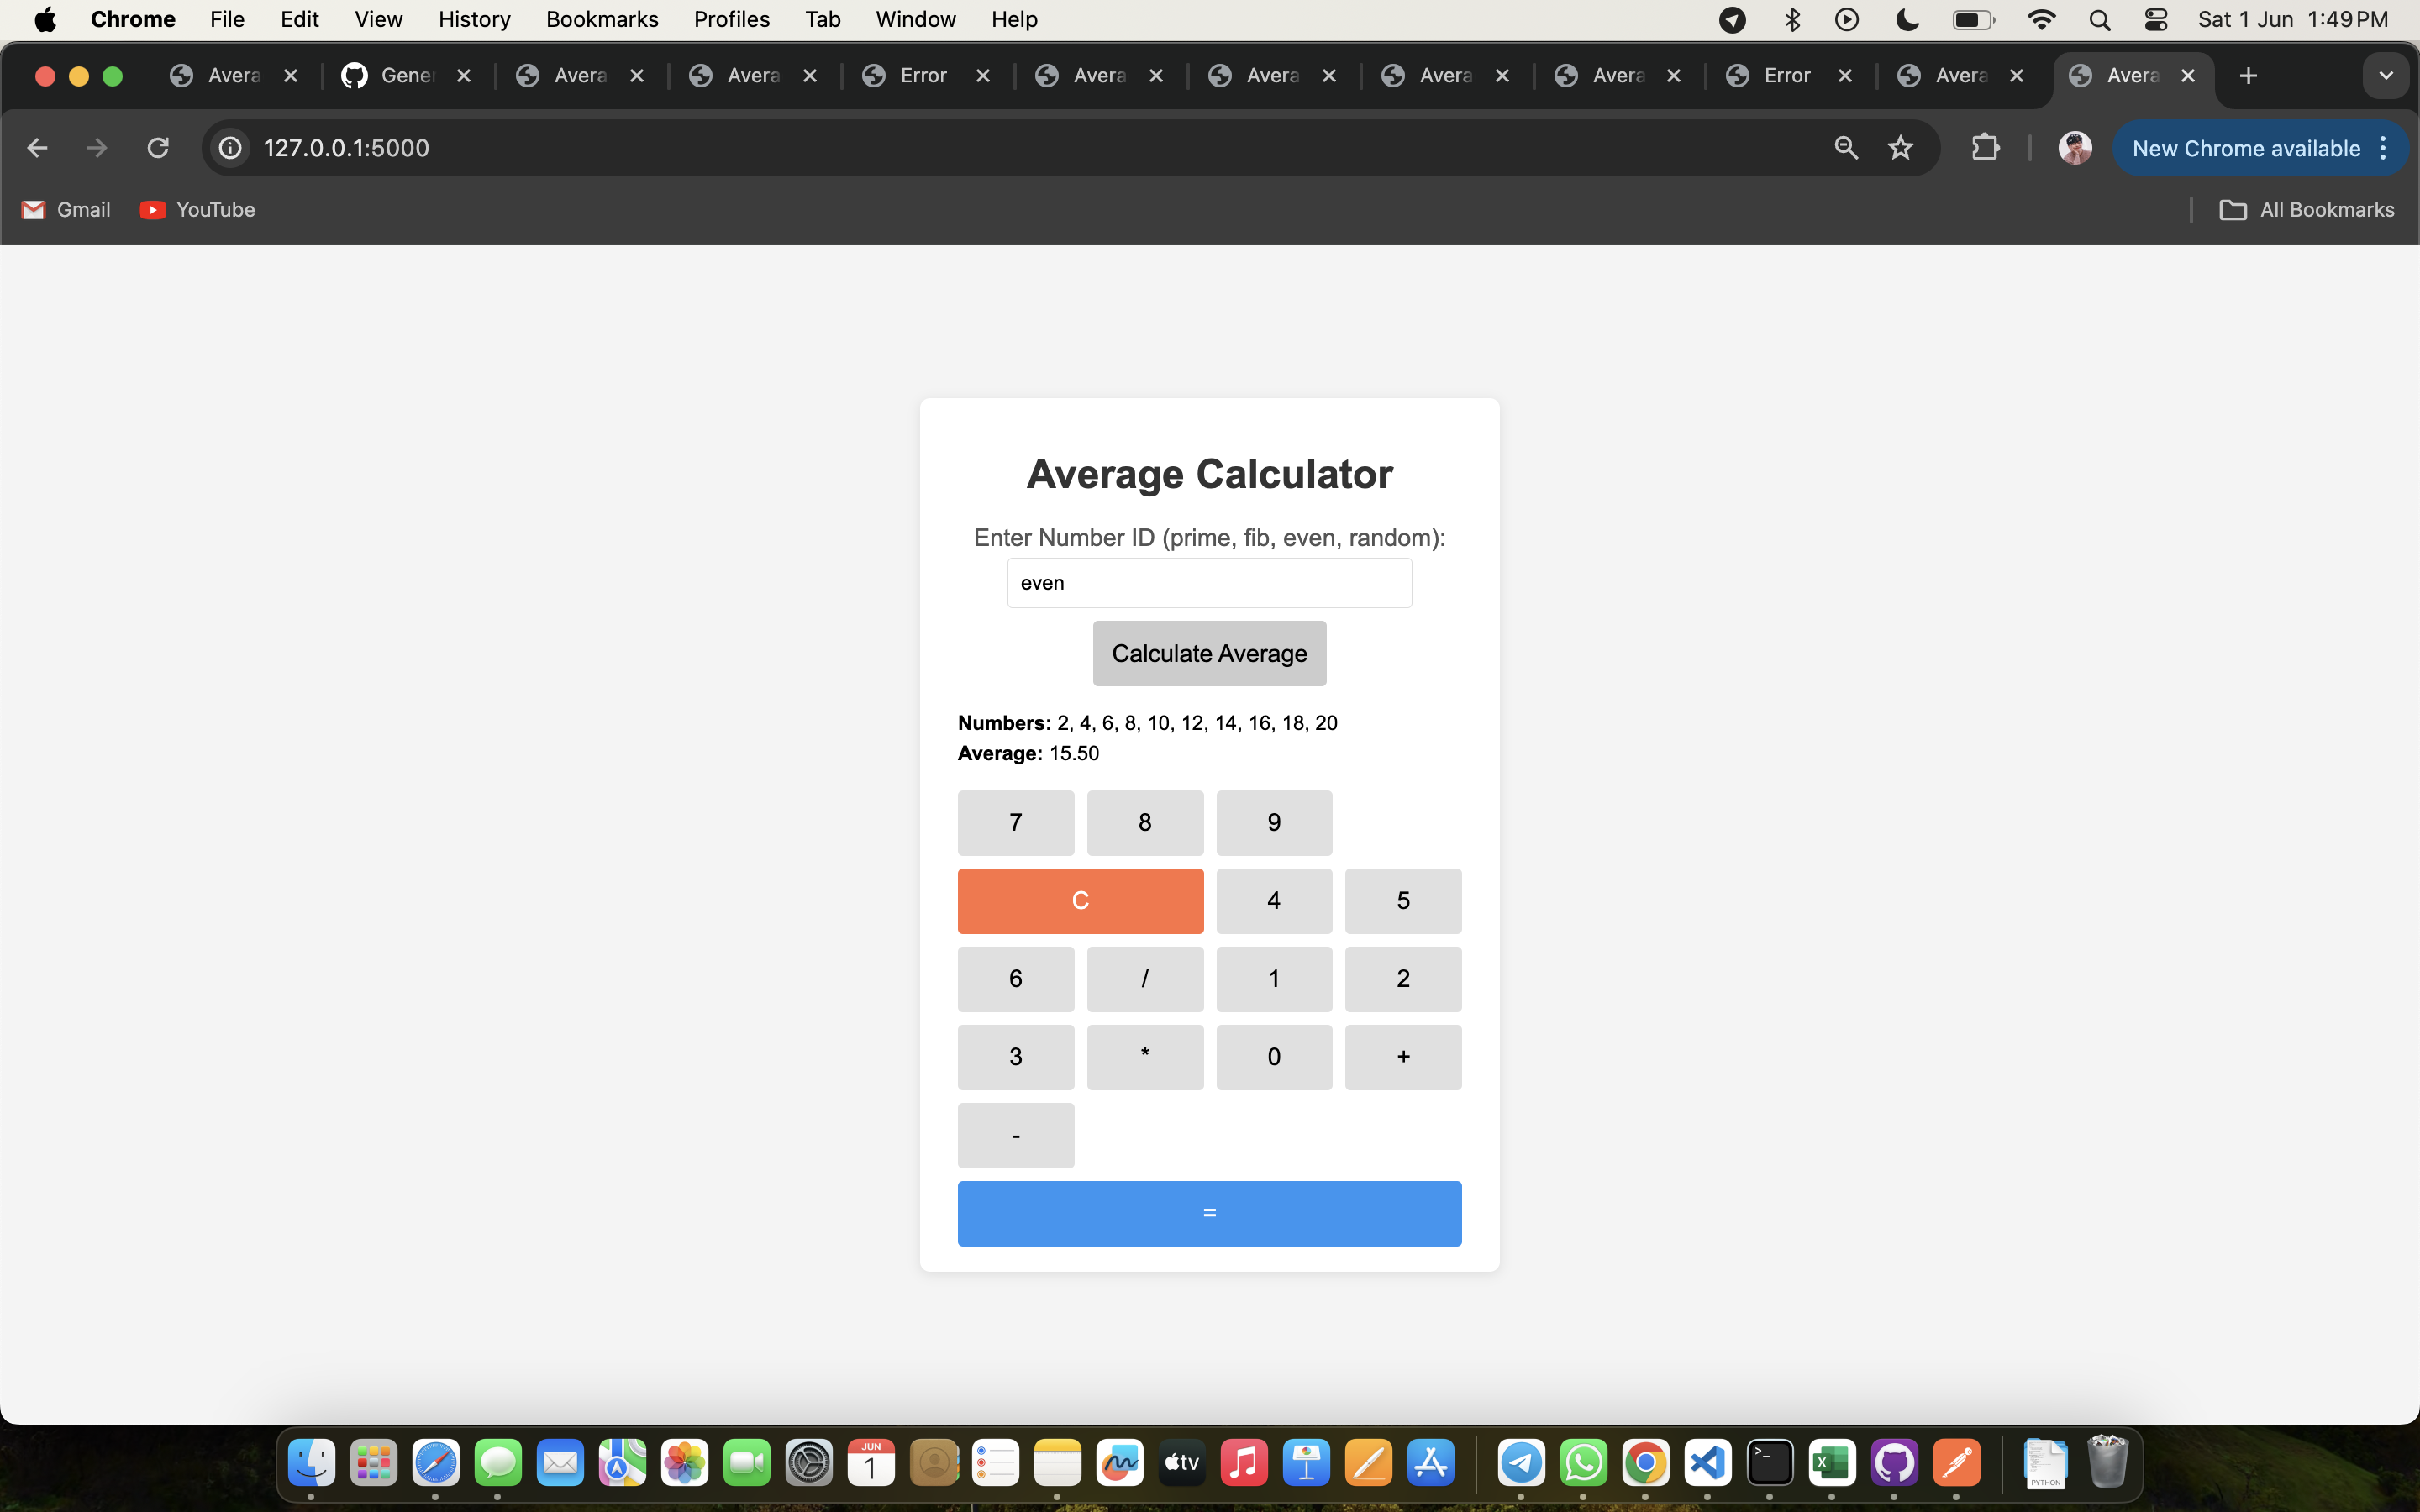 Chrome File Edit View History Bookmarks Profiles Tab Window Help Sat 1 Jun 1:49 PM
Avera Gener Avera Avera Error Avera Avera Avera Avera Error Avera Avera
127.0.0.1:5000 New Chrome available
Gmail YouTube All Bookmarks
Average Calculator
Enter Number ID (prime, fib, even, random):
even
Calculate Average
Numbers: 2, 4, 6, 8, 10, 12, 14, 16, 18, 20
Average: 15.50
7 8 9
C 4 5
6 / 1 2
3 * 0 +
-
=
JUN
1
tv
PYTHON